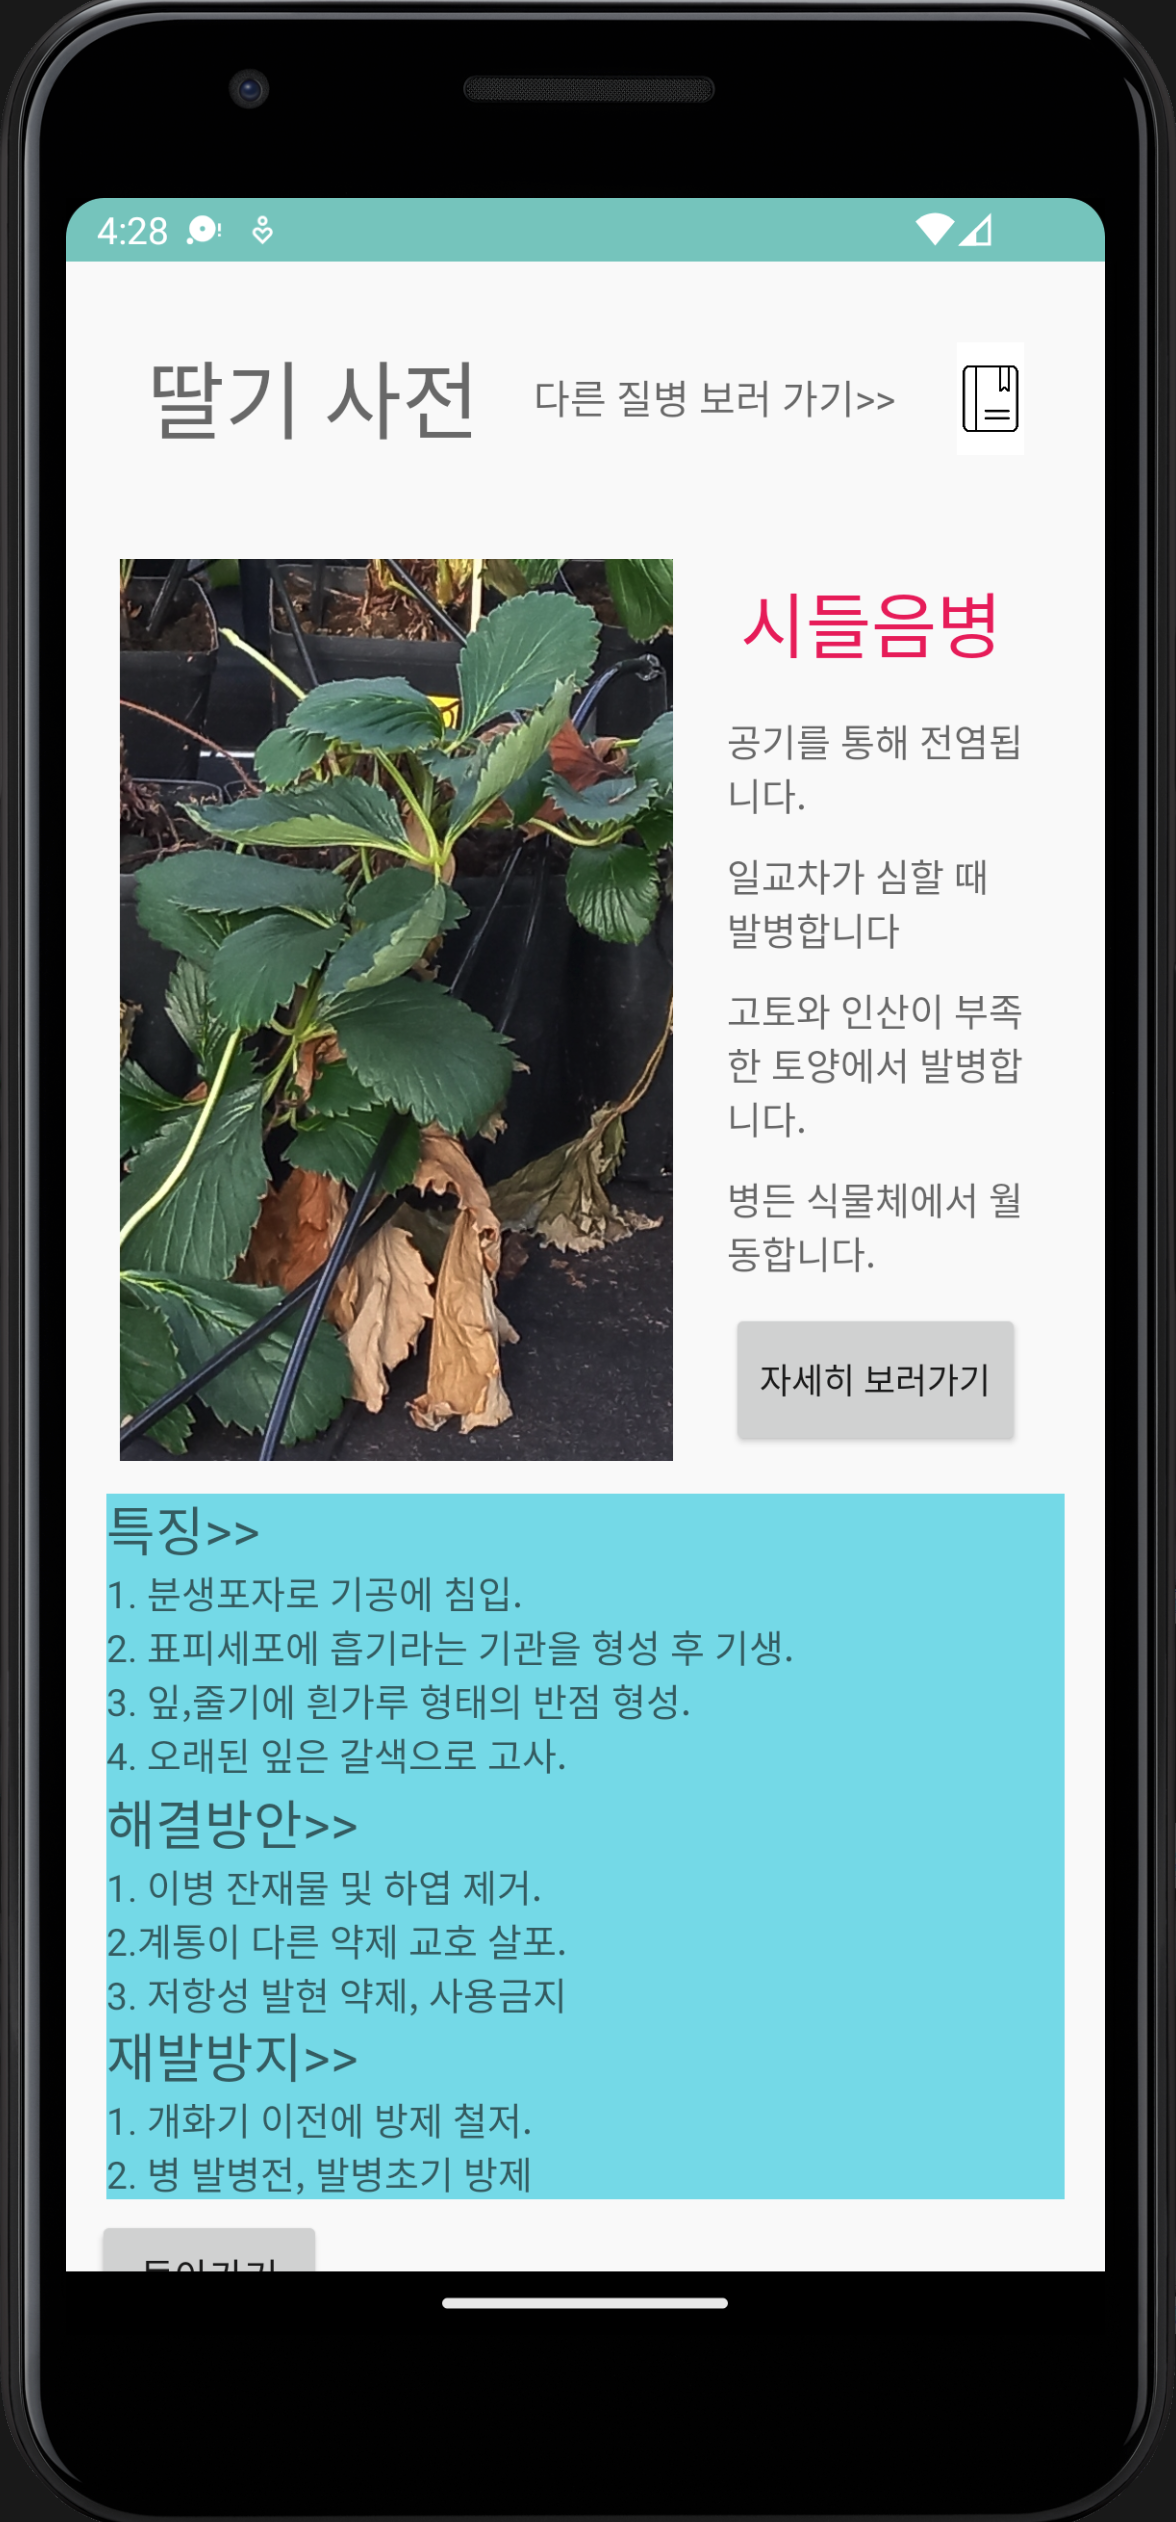 4:28
딸기 사전
다른 질병 보러 가기>>
시들음병
공기를 통해 전염됩
니다.
일교차가 심할 때
발병합니다
고토와 인산이 부족
한 토양에서 발병합
니다.
병든 식물체에서 월
동합니다.
자세히 보러가기
특징>>
1. 분생포자로 기공에 침입.
2. 표피세포에 흡기라는 기관을 형성 후 기생.
3. 잎,줄기에 흰가루 형태의 반점 형성.
4. 오래된 잎은 갈색으로 고사.
해결방안>>
1. 이병 잔재물 및 하엽 제거.
2.계통이 다른 약제 교호 살포.
3. 저항성 발현 약제, 사용금지
재발방지>>
1. 개화기 이전에 방제 철저.
2. 병 발병전, 발병초기 방제